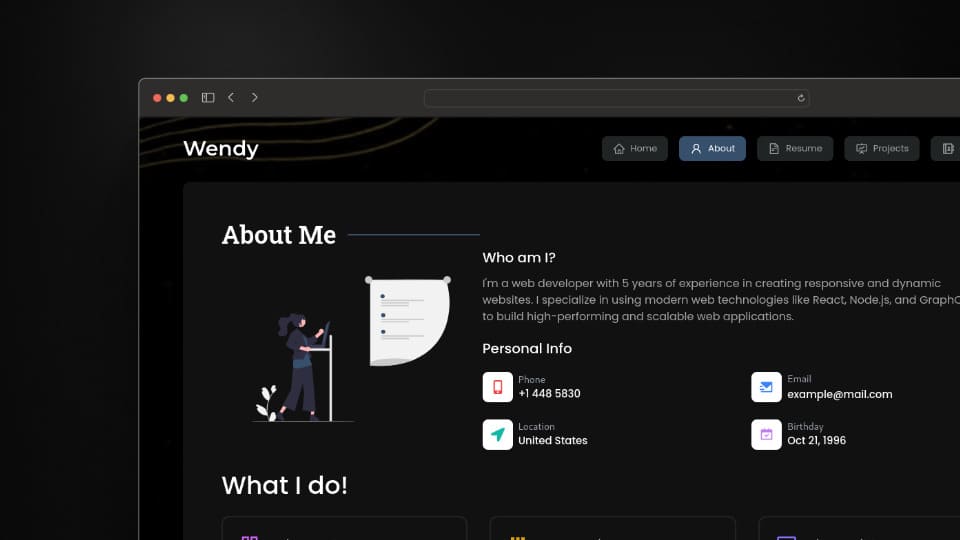 Wendy
Home
About
Resume
Projects
About Me
Who am I?
I'm a web developer with 5 years of experience in creating responsive and dynamic
websites. I specialize in using modern web technologies like React, Node.js, and
to build high-performing and scalable web applications.
Personal Info
Phone
+1 448 5830
Email
example@mail.com
Location
United States
Birthday
Oct 21, 1996
What I do!